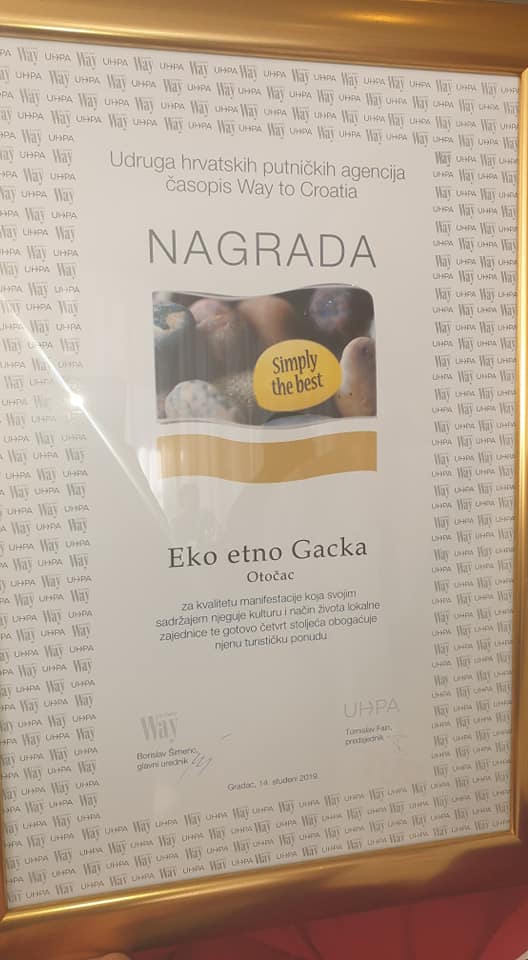 Udruga hrvatskih putničkih agencija
časopis Way to Croatia
NAGRADA
Simply
the best
Eko etno Gacka
Otočac
za kvalitetu manifestacije koja svojim
sadržajem njeguje kulturu i način života lokalne
zajednice te gotovo četvrt stoljeća obogaćuje
njenu turističku ponudu
Way
UHPA
Borislav Šimenc,
glavni urednik
Tomislav Fain,
predsjednik
Gradac, 14. studeni 2019.